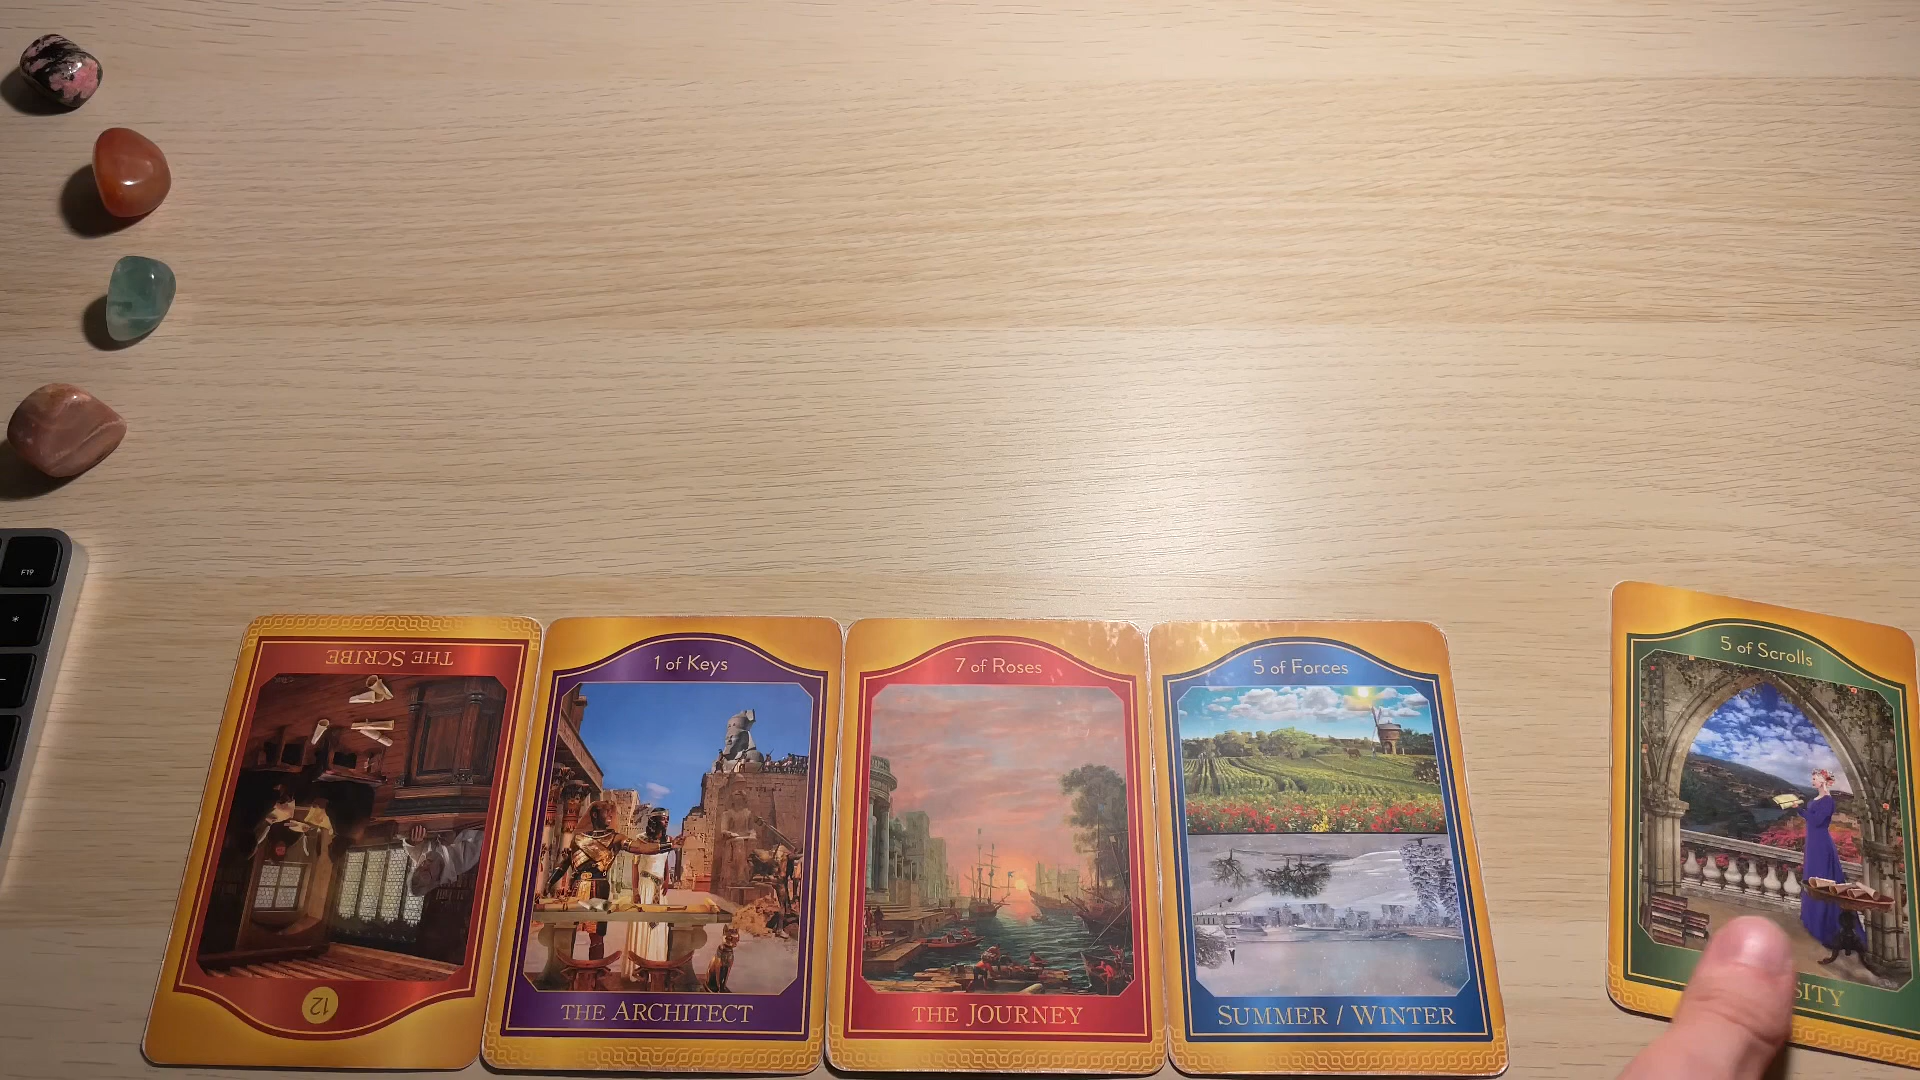 F19
*
-
THE SCRIBE
12
1 of Keys
THE ARCHITECT
7 of Roses
THE JOURNEY
5 of Forces
SUMMER / WINTER
5 of Scrolls
SITY